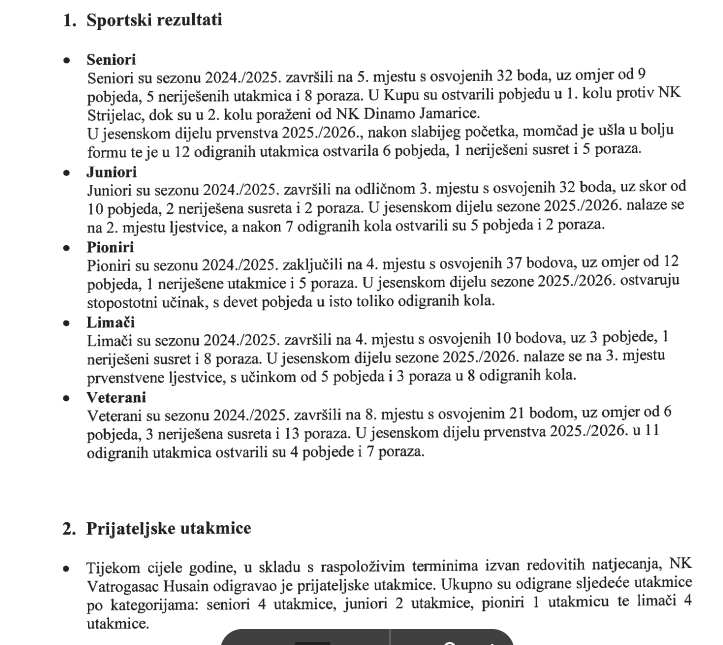 1. Sportski rezultati
• Seniori
Seniori su sezonu 2024./2025. završili na 5. mjestu s osvojenih 32 boda, uz omjer od 9
pobjeda, 5 neriješenih utakmica i 8 poraza. U Kupu su ostvarili pobjedu u 1. kolu protiv NK
Strijelac, dok su u 2. kolu poraženi od NK Dinamo Jamarice.
U jesenskom dijelu prvenstva 2025./2026., nakon slabijeg početka, momčad je ušla u bolju
formu te je u 12 odigranih utakmica ostvarila 6 pobjeda, 1 neriješeni susret i 5 poraza.
• Juniori
Juniori su sezonu 2024./2025. završili na odličnom 3. mjestu s osvojenih 32 boda, uz skor od
10 pobjeda, 2 neriješena susreta i 2 poraza. U jesenskom dijelu sezone 2025./2026. nalaze se
na 2. mjestu ljestvice, a nakon 7 odigranih kola ostvarili su 5 pobjeda i 2 poraza.
• Pioniri
Pioniri su sezonu 2024./2025. zaključili na 4. mjestu s osvojenih 37 bodova, uz omjer od 12
pobjeda, 1 neriješene utakmice i 5 poraza. U jesenskom dijelu sezone 2025./2026. ostvaruju
stopostotni učinak, s devet pobjeda u isto toliko odigranih kola.
• Limači
Limači su sezonu 2024./2025. završili na 4. mjestu s osvojenih 10 bodova, uz 3 pobjede, 1
neriješeni susret i 8 poraza. U jesenskom dijelu sezone 2025./2026. nalaze se na 3. mjestu
prvenstvene ljestvice, s učinkom od 5 pobjeda i 3 poraza u 8 odigranih kola.
• Veterani
Veterani su sezonu 2024./2025. završili na 8. mjestu s osvojenim 21 bodom, uz omjer od 6
pobjeda, 3 neriješena susreta i 13 poraza. U jesenskom dijelu prvenstva 2025./2026. u 11
odigranih utakmica ostvarili su 4 pobjede i 7 poraza.
2. Prijateljske utakmice
• Tijekom cijele godine, u skladu s raspoloživim terminima izvan redovitih natjecanja, NK
Vatrogasac Husain odigravao je prijateljske utakmice. Ukupno su odigrane sljedeće utakmice
po kategorijama: seniori 4 utakmice, juniori 2 utakmice, pioniri 1 utakmicu te limači 4
utakmice.